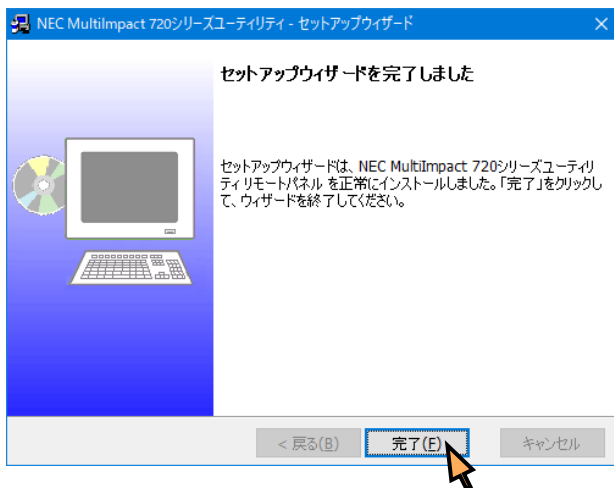 NEC MultiImpact 720シリーズユーティリティ - セットアップウィザード
セットアップウィザードを完了しました
セットアップウィザードは、NEC MultiImpact 720シリーズユーティリ
ティ リモートパネル を正常にインストールしました。「完了」をクリックし
て、ウィザードを終了してください。
< 戻る(B)
完了(F)
キャンセル